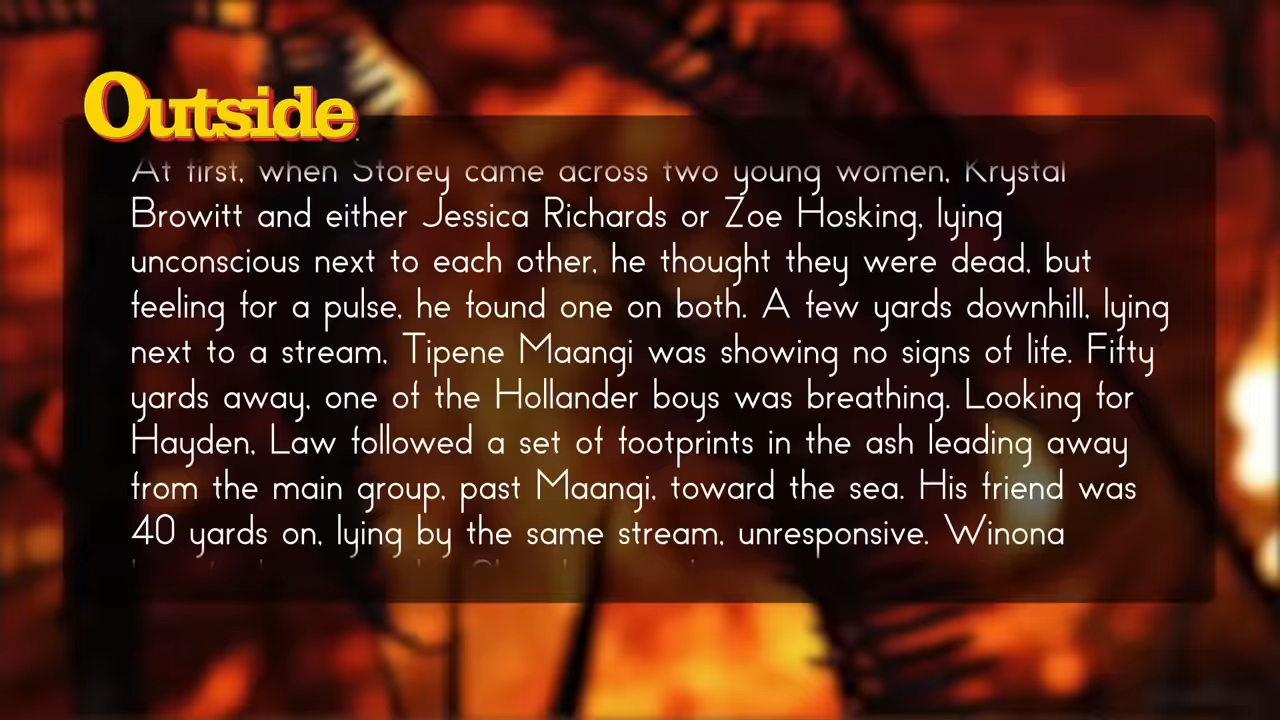 Outside
At first, when Storey came across two young women, Krystal
Browitt and either Jessica Richards or Zoe Hosking, lying
unconscious next to each other, he thought they were dead, but
feeling for a pulse, he found one on both. A few yards downhill, lying
next to a stream, Tipene Maangi was showing no signs of life. Fifty
yards away, one of the Hollander boys was breathing. Looking for
Hayden, Law followed a set of footprints in the ash leading away
from the main group, past Maangi, toward the sea. His friend was
40 yards on, lying by the same stream, unresponsive. Winona